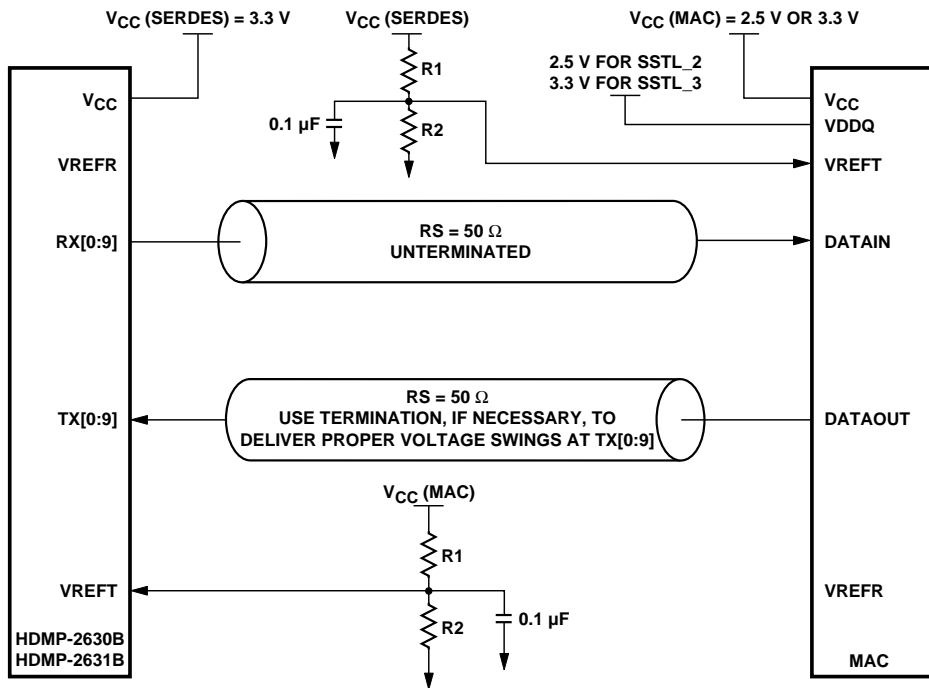 VCC (SERDES) = 3.3 V
VCC (SERDES)
VCC (MAC) = 2.5 V OR 3.3 V
2.5 V FOR SSTL_2
3.3 V FOR SSTL_3
R1
VCC
VCC
0.1 µF
R2
VDDQ
VREFR
VREFT
RX[0:9]
RS = 50 Ω
UNTERMINATED
DATAIN
TX[0:9]
RS = 50 Ω
USE TERMINATION, IF NECESSARY, TO
DELIVER PROPER VOLTAGE SWINGS AT TX[0:9]
DATAOUT
VCC (MAC)
R1
VREFT
VREFR
R2
0.1 µF
HDMP-2630B
HDMP-2631B
MAC